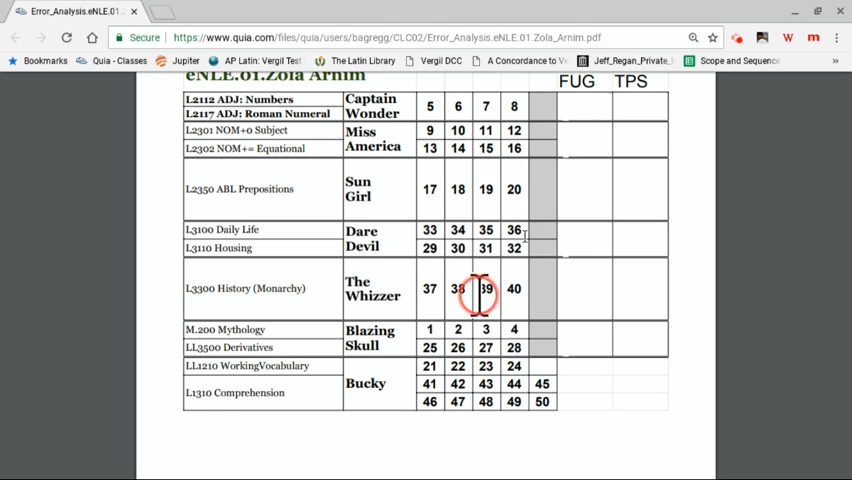 Error_Analysis.eNLE.01.
Secure https://www.quia.com/files/quia/users/bagregg/CLC02/Error_Analysis.eNLE.01.Zola_Arnim.pdf
Bookmarks Quia - Classes Jupiter AP Latin: Vergil Test The Latin Library Vergil DCC A Concordance to Ve Jeff_Regan_Private_ Scope and Sequence
eNLE.01.Zola Arnim FUG TPS
L2112 ADJ: Numbers
L2117 ADJ: Roman Numeral
Captain Wonder 5 6 7 8
L2301 NOM+0 Subject 9 10 11 12
Miss America
L2302 NOM+= Equational 13 14 15 16
L2350 ABL Prepositions Sun Girl 17 18 19 20
L3100 Daily Life 33 34 35 36
Dare Devil
L3110 Housing 29 30 31 32
L3300 History (Monarchy) The Whizzer 37 38 39 40
M.200 Mythology 1 2 3 4
Blazing Skull
LL3500 Derivatives 25 26 27 28
LL1210 WorkingVocabulary 21 22 23 24
Bucky
L1310 Comprehension 41 42 43 44 45
46 47 48 49 50